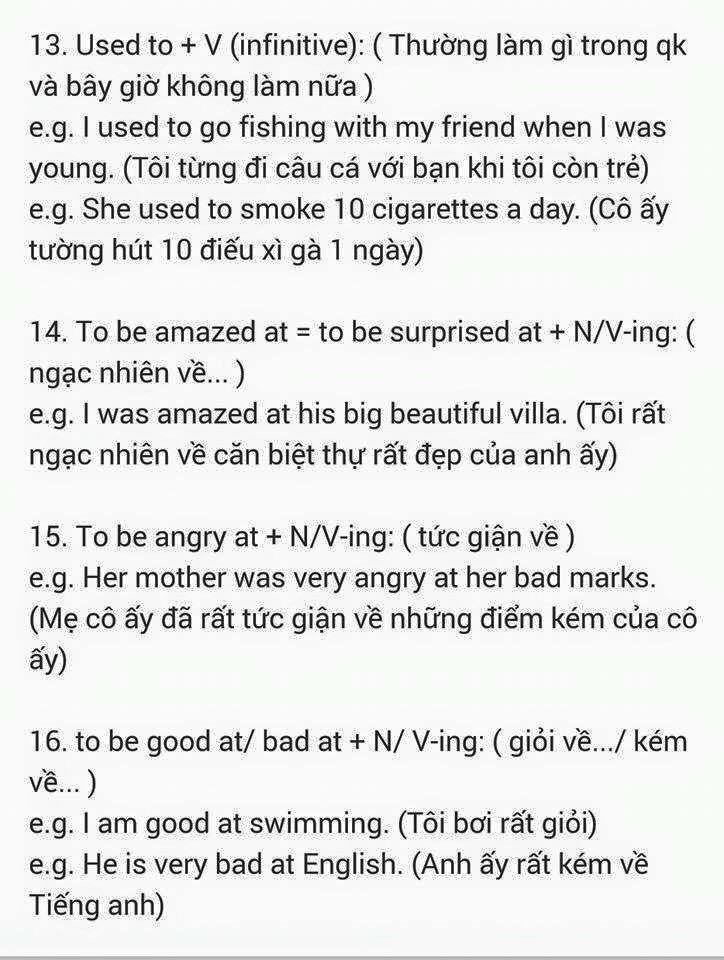 13. Used to + V (infinitive): ( Thường làm gì trong qk
và bây giờ không làm nữa )
e.g. I used to go fishing with my friend when I was
young. (Tôi từng đi câu cá với bạn khi tôi còn trẻ)
e.g. She used to smoke 10 cigarettes a day. (Cô ấy
tường hút 10 điếu xì gà 1 ngày)
14. To be amazed at = to be surprised at + N/V-ing: (
ngạc nhiên về... )
e.g. I was amazed at his big beautiful villa. (Tôi rất
ngạc nhiên về căn biệt thự rất đẹp của anh ấy)
15. To be angry at + N/V-ing: ( tức giận về )
e.g. Her mother was very angry at her bad marks.
(Mẹ cô ấy đã rất tức giận về những điểm kém của cô
ấy)
16. to be good at/ bad at + N/ V-ing: ( giỏi về.../ kém
về... )
e.g. I am good at swimming. (Tôi bơi rất giỏi)
e.g. He is very bad at English. (Anh ấy rất kém về
Tiếng anh)